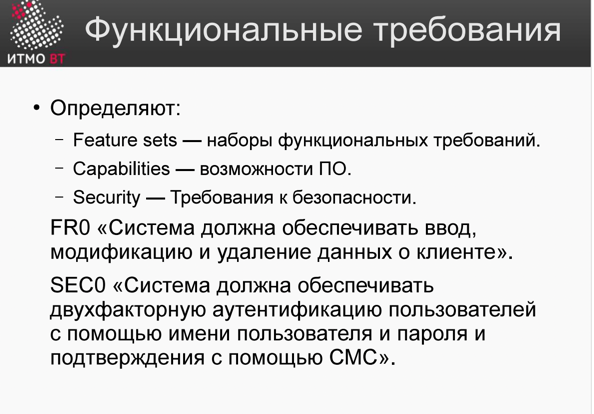 Функциональные требования
ИТМО ВТ
• Определяют:
– Feature sets — наборы функциональных требований.
– Capabilities — возможности ПО.
– Security — Требования к безопасности.
FR0 «Система должна обеспечивать ввод,
модификацию и удаление данных о клиенте».
SEC0 «Система должна обеспечивать
двухфакторную аутентификацию пользователей
с помощью имени пользователя и пароля и
подтверждения с помощью СМС».